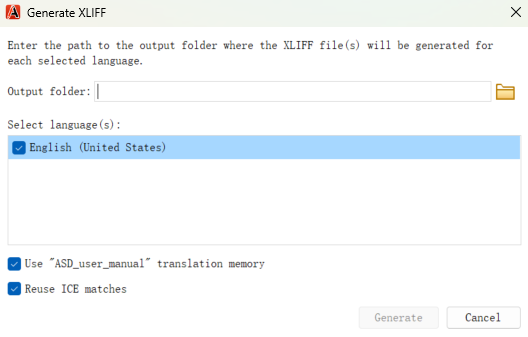 Generate XLIFF
Enter the path to the output folder where the XLIFF file(s) will be generated for
each selected language.
Output folder:
Select language(s):
English (United States)
Use "ASD_user_manual" translation memory
Reuse ICE matches
Generate
Cancel